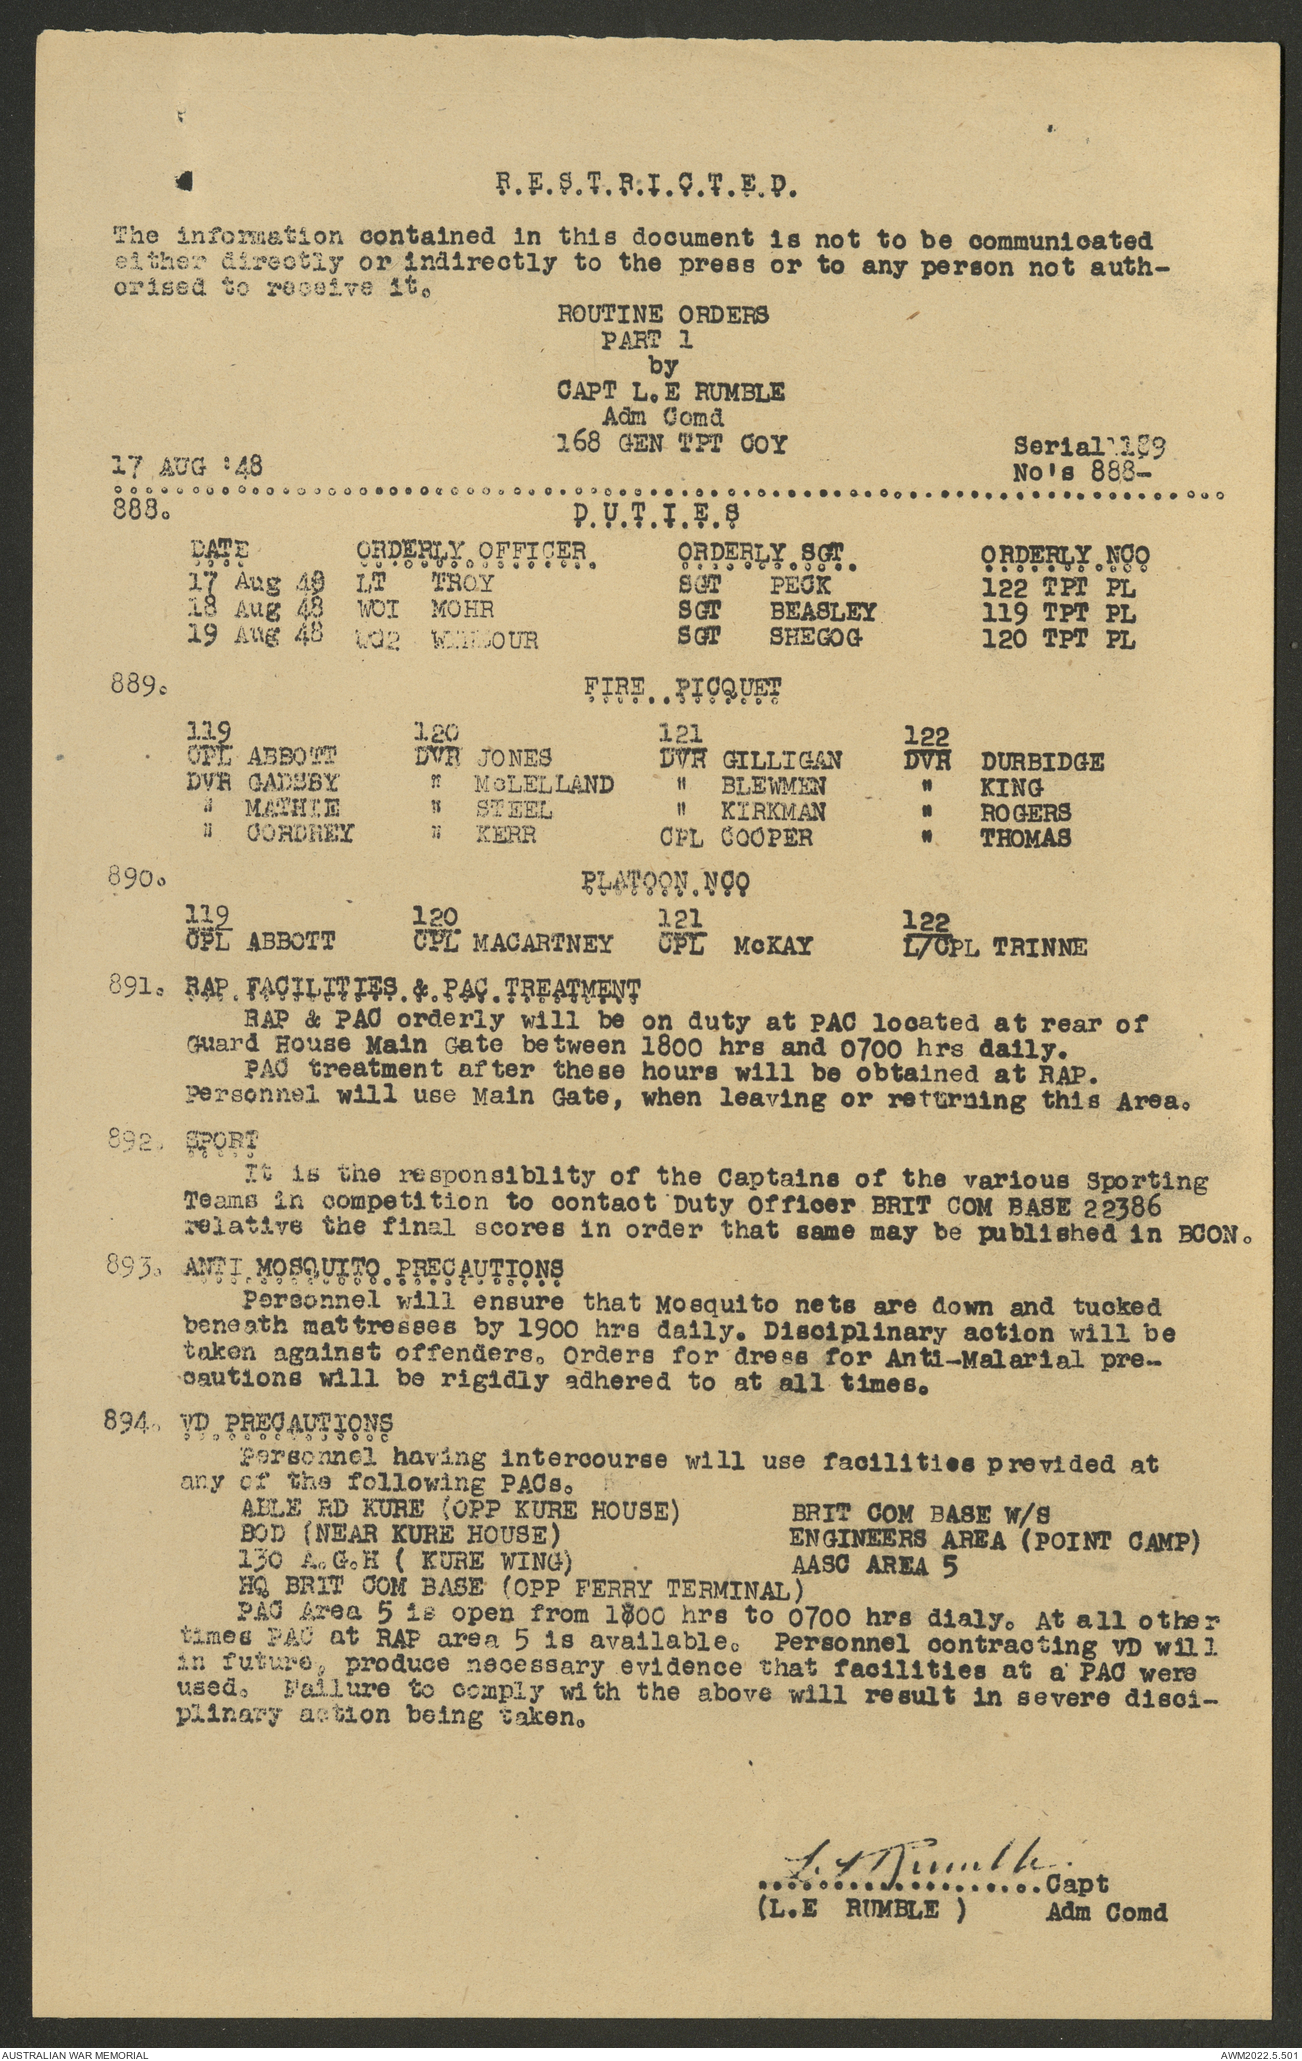 R.E.S.T.R.I.C.T.E.D.
The information contained in this document is not to be communicated
either directly or indirectly to the press or to any person not auth-
orised to receive it.
ROUTINE ORDERS
PART 1
by
CAPT L.E RUMBLE
Adm Comd
168 GEN TPT COY
Serial 159
17 AUG '48
No's 888-
888.
D.U.T.I.E.S
DATE ORDERLY OFFICER ORDERLY SGT ORDERLY NCO
17 Aug 48 LT TROY SGT PECK 122 TPT PL
18 Aug 48 WOI MOHR SGT BEASLEY 119 TPT PL
19 Aug 48 WO2 SGT SHEGOG 120 TPT PL
889. FIRE..PICQUET
119 120 121 122
CPL ABBOTT DVR JONES DVR GILLIGAN DVR DURBIDGE
DVR GADSBY " McLELLAND " BLEWMEN " KING
" MATHIE " STEEL " KIRKMAN " ROGERS
" CORDREY " KERR CPL COOPER " THOMAS
890. PLATOON.NCO
119 120 121 122
CPL ABBOTT CPL MACARTNEY CPL McKAY L/CPL TRINNE
891. RAP.FACILITIES.&.PAC.TREATMENT
RAP & PAC orderly will be on duty at PAC located at rear of
Guard House Main Gate between 1800 hrs and 0700 hrs daily.
PAC treatment after these hours will be obtained at RAP.
Personnel will use Main Gate, when leaving or returning this Area.
892. SPORT
It is the responsiblity of the Captains of the various Sporting
Teams in competition to contact Duty Officer BRIT COM BASE 22386
relative the final scores in order that same may be published in BCON.
893. ANTI.MOSQUITO.PRECAUTIONS
Personnel will ensure that Mosquito nets are down and tucked
beneath mattresses by 1900 hrs daily. Disciplinary action will be
taken against offenders. Orders for dress for Anti-Malarial pre-
cautions will be rigidly adhered to at all times.
894. VD.PRECAUTIONS
Personnel having intercourse will use facilities previded at
any of the following PACs.
ABLE RD KURE (OPP KURE HOUSE) BRIT COM BASE W/S
BOD (NEAR KURE HOUSE) ENGINEERS AREA (POINT CAMP)
130 A.G.H ( KURE WING) AASC AREA 5
HQ BRIT COM BASE (OPP FERRY TERMINAL)
PAC Area 5 is open from 1800 hrs to 0700 hrs dialy. At all other
times PAC at RAP area 5 is available. Personnel contracting VD will
in future, produce necessary evidence that facilities at a PAC were
used. Failure to comply with the above will result in severe disci-
plinary action being taken.
L.E Rumble
...................Capt
(L.E RUMBLE ) Adm Comd
AUSTRALIAN WAR MEMORIAL AWM2022.5.501